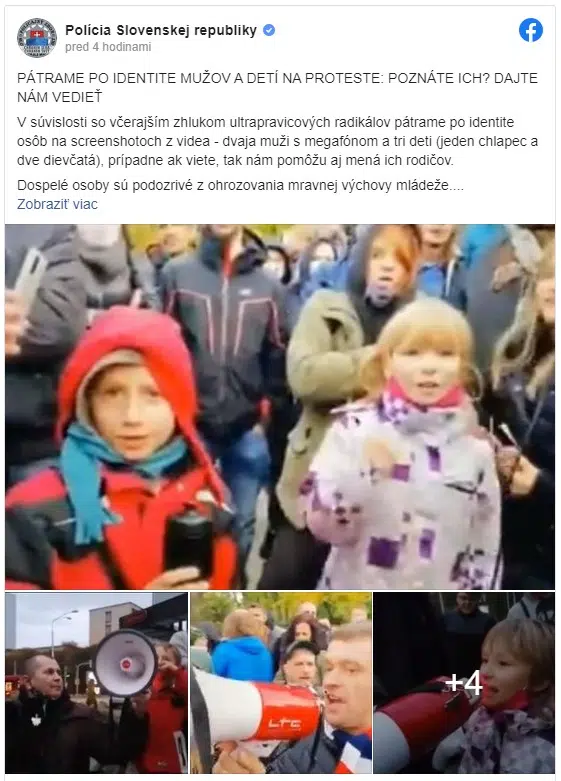 Polícia Slovenskej republiky
pred 4 hodinami
PÁTRAME PO IDENTITE MUŽOV A DETÍ NA PROTESTE: POZNÁTE ICH? DAJTE
NÁM VEDIEŤ
V súvislosti so včerajším zhlukom ultrapravicových radikálov pátrame po identite
osôb na screenshotoch z videa - dvaja muži s megafónom a tri deti (jeden chlapec a
dve dievčatá), prípadne ak viete, tak nám pomôžu aj mená ich rodičov.
Dospelé osoby sú podozrivé z ohrozovania mravnej výchovy mládeže....
Zobraziť viac
LTC
+4